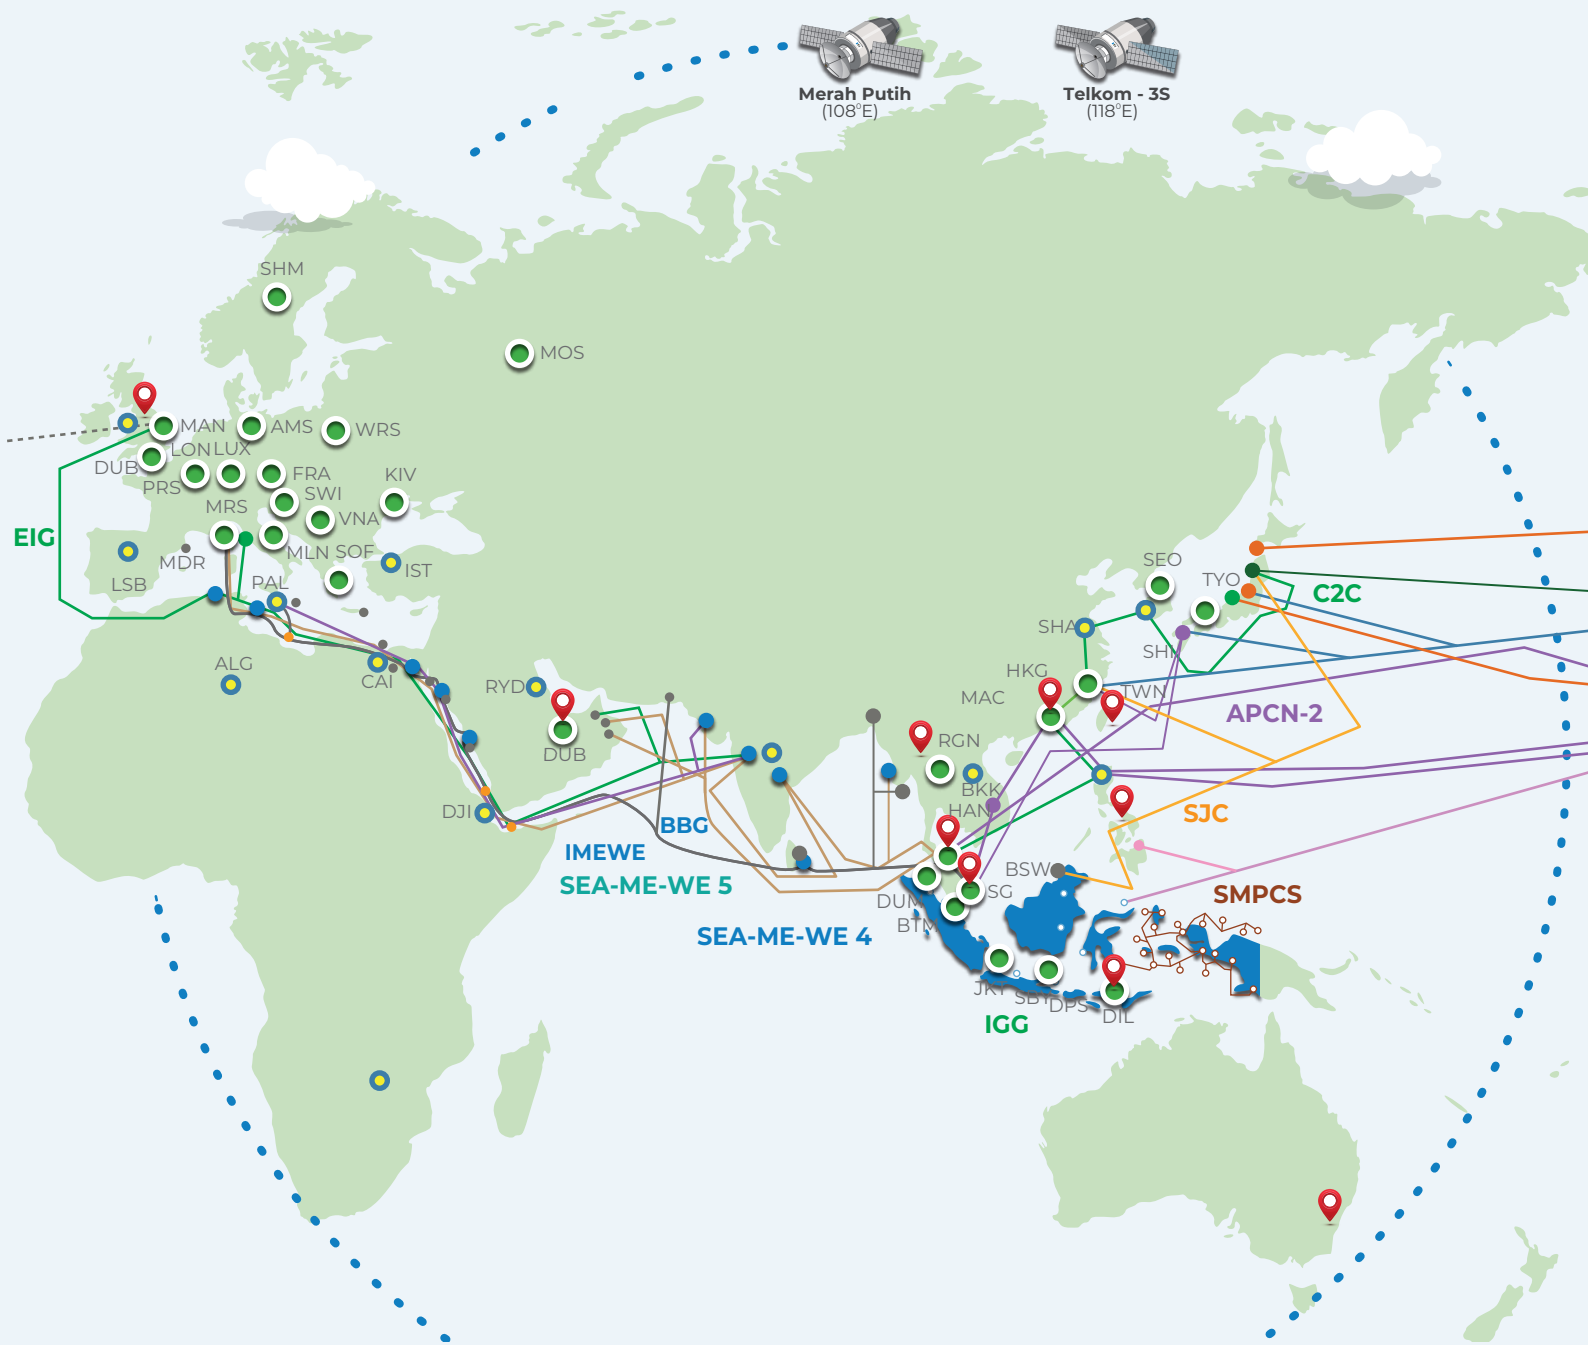 Merah Putih
(108°E)
Telkom - 3S
(118°E)
SHM
MOS
MAN
AMS
WRS
DUB
LON
LUX
PRS
FRA
KIV
SWI
MRS
VNA
EIG
MDR
MLN
SOF
IST
LSB
PAL
ALG
CAI
RYD
DUB
DJI
BBG
IMEWE
SEA-ME-WE 5
SEA-ME-WE 4
SEO
TYO
C2C
SHA
SHI
HKG
MAC
TWN
APCN-2
RGN
BKK
HAN
SJC
BSW
SG
DUM
BTM
SMPCS
JKT
SBY
DPS
DIL
IGG